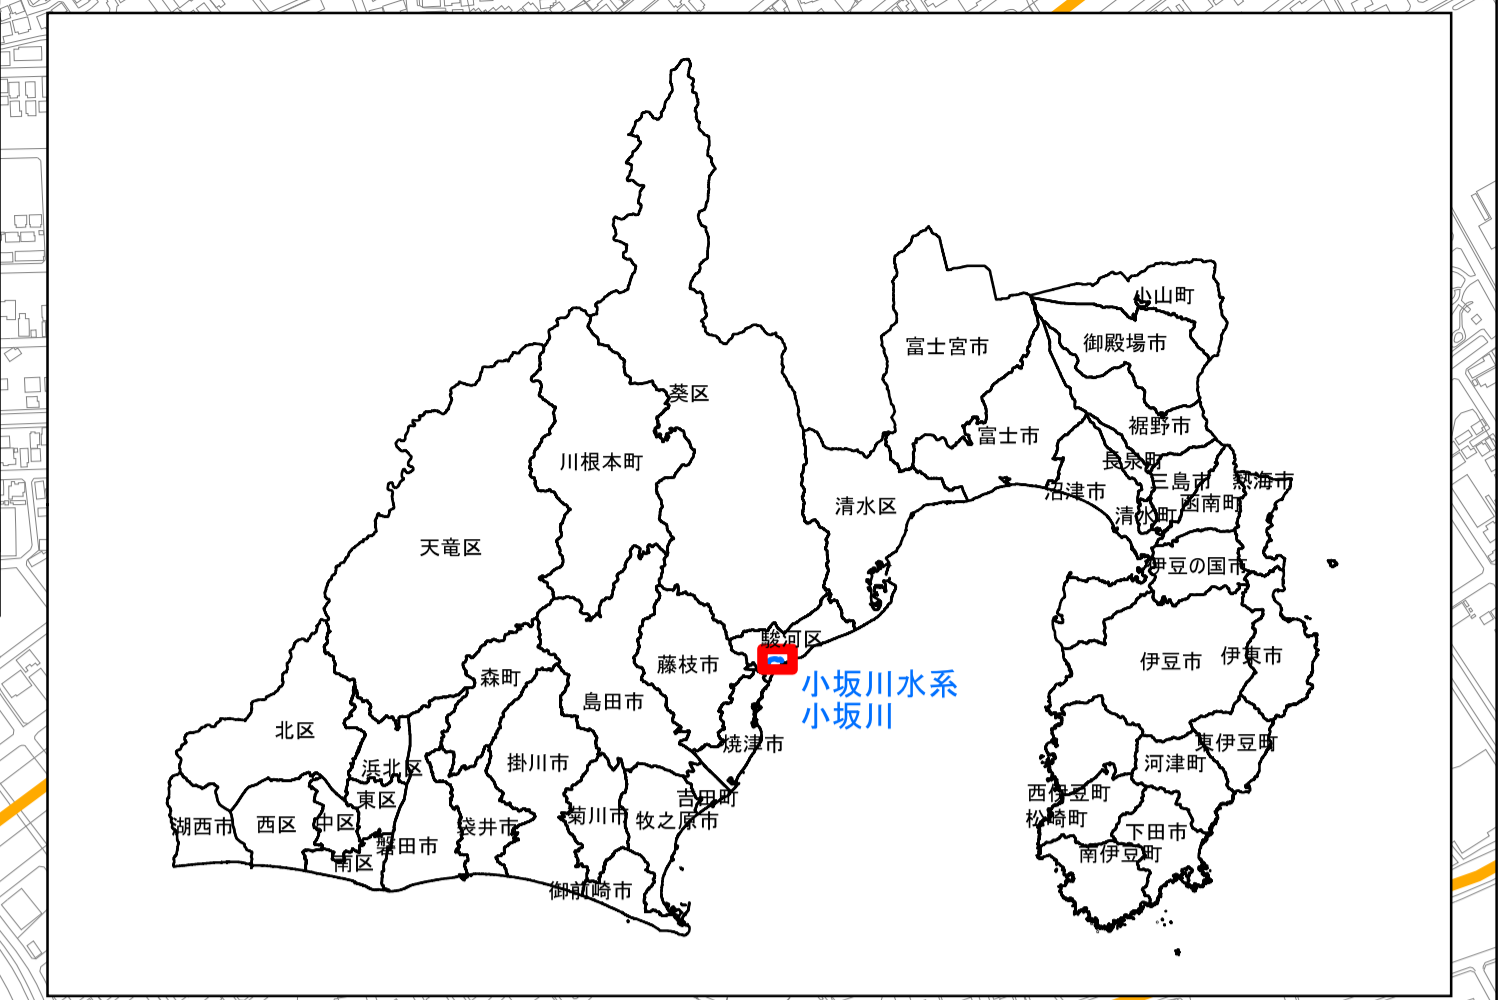 小山町
御殿場市
富士宮市
葵区
裾野市
富士市
長泉町
川根本町
三島市
熱海市
沼津市
函南町
清水区
清水町
天竜区
伊豆の国市
駿河区
伊豆市
伊東市
藤枝市
森町
小坂川水系
小坂川
島田市
北区
焼津市
東伊豆町
掛川市
河津町
浜北区
西伊豆町
東区
吉田町
松崎町
湖西市
西区
中区
袋井市
菊川市
牧之原市
下田市
磐田市
南伊豆町
南区
御前崎市